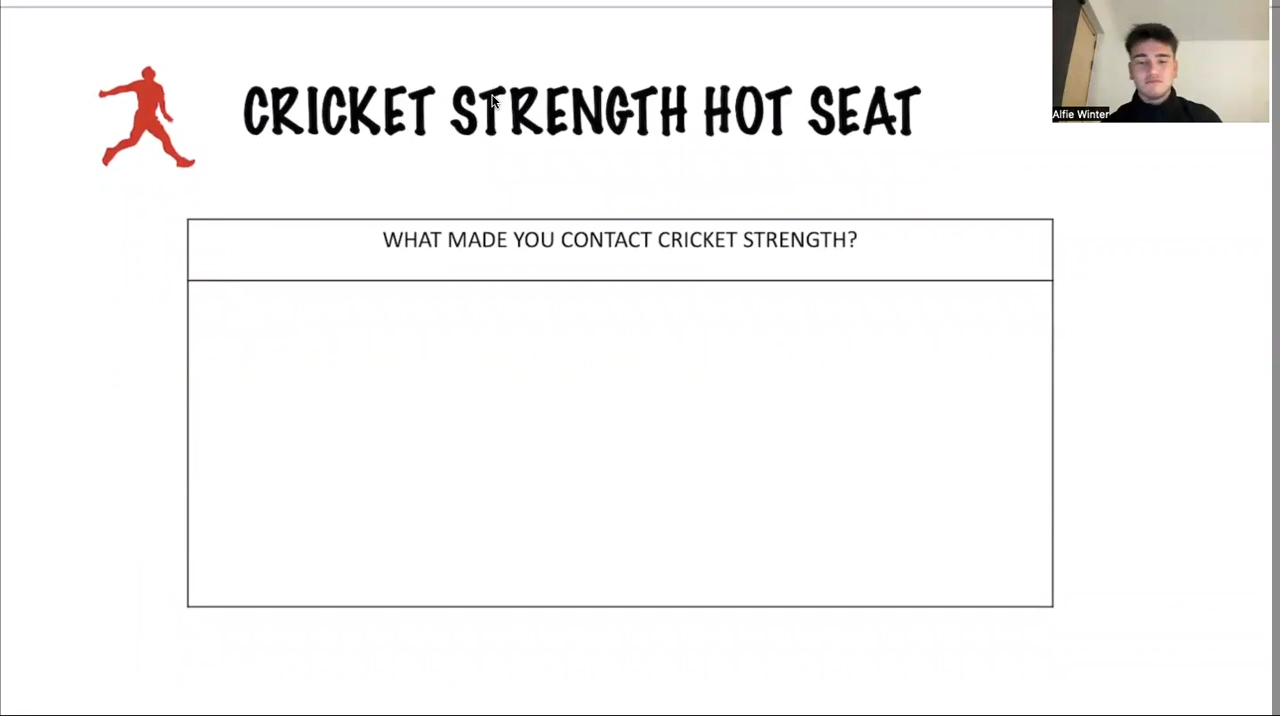 CRICKET STRENGTH HOT SEAT
Alfie Winter
WHAT MADE YOU CONTACT CRICKET STRENGTH?